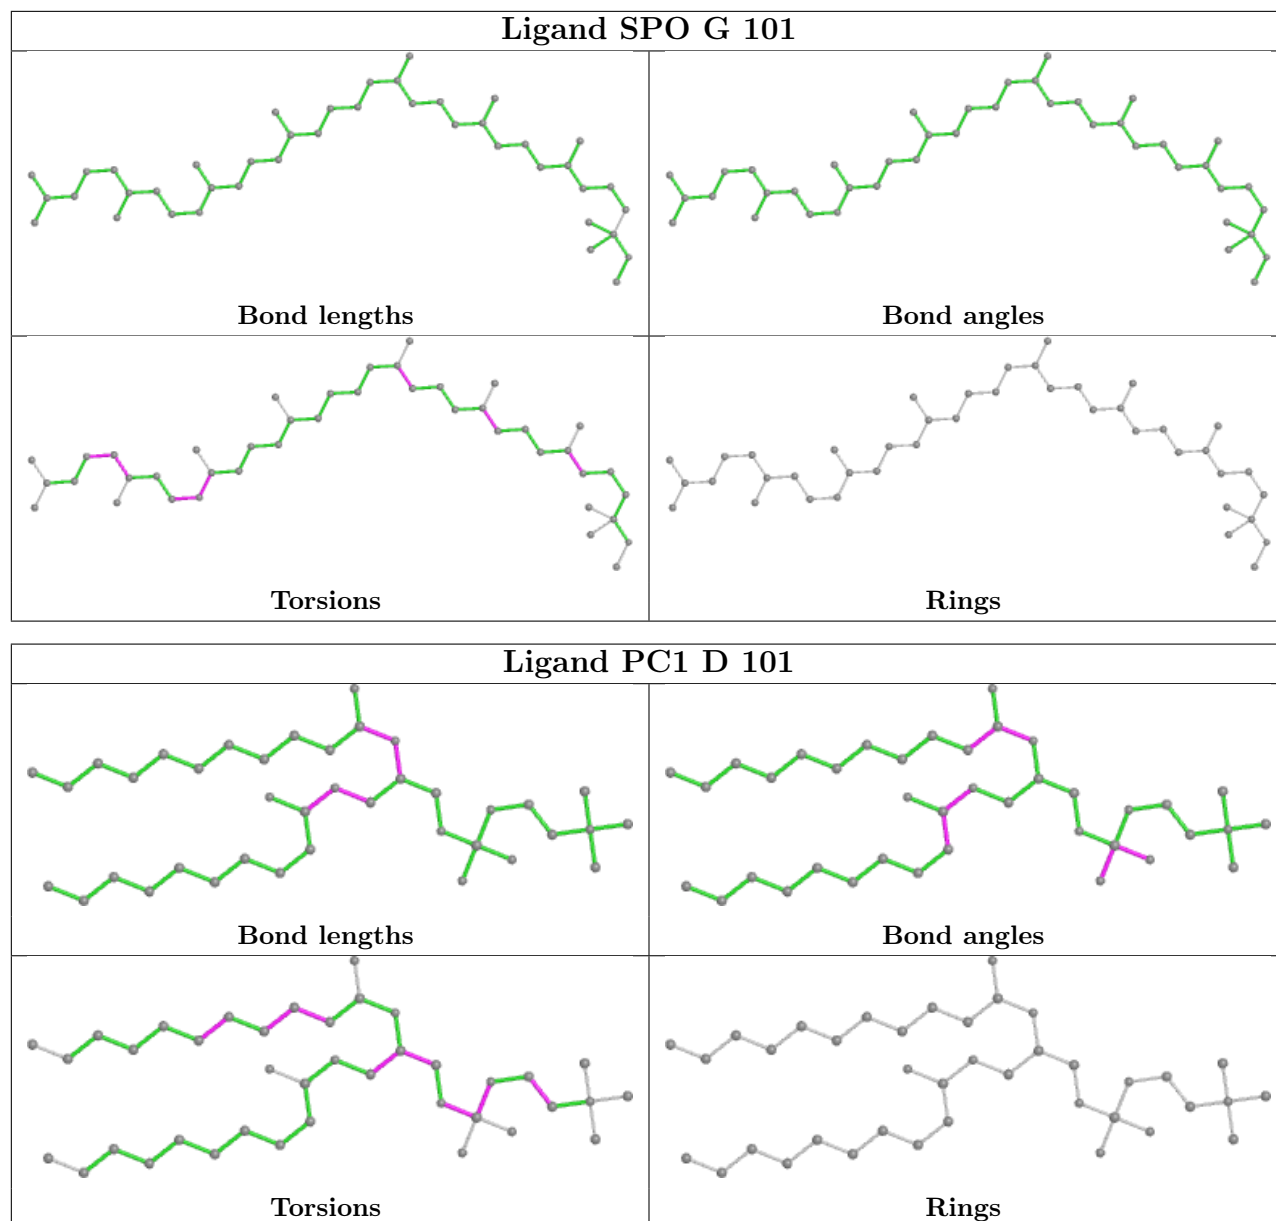 Ligand SPO G 101
Bond lengths
Bond angles
Torsions
Rings
Ligand PC1 D 101
Bond lengths
Bond angles
Torsions
Rings